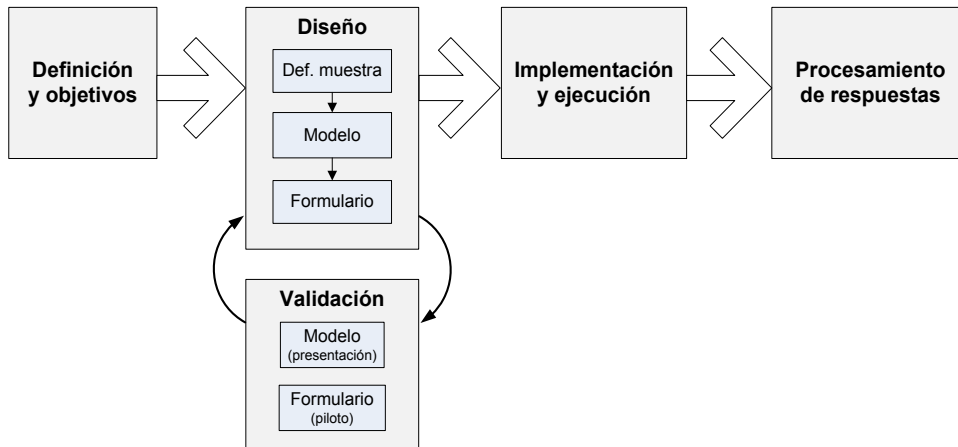 Definición
y objetivos
Diseño
Def. muestra
Modelo
Formulario
Implementación
y ejecución
Procesamiento
de respuestas
Validación
Modelo
(presentación)
Formulario
(piloto)